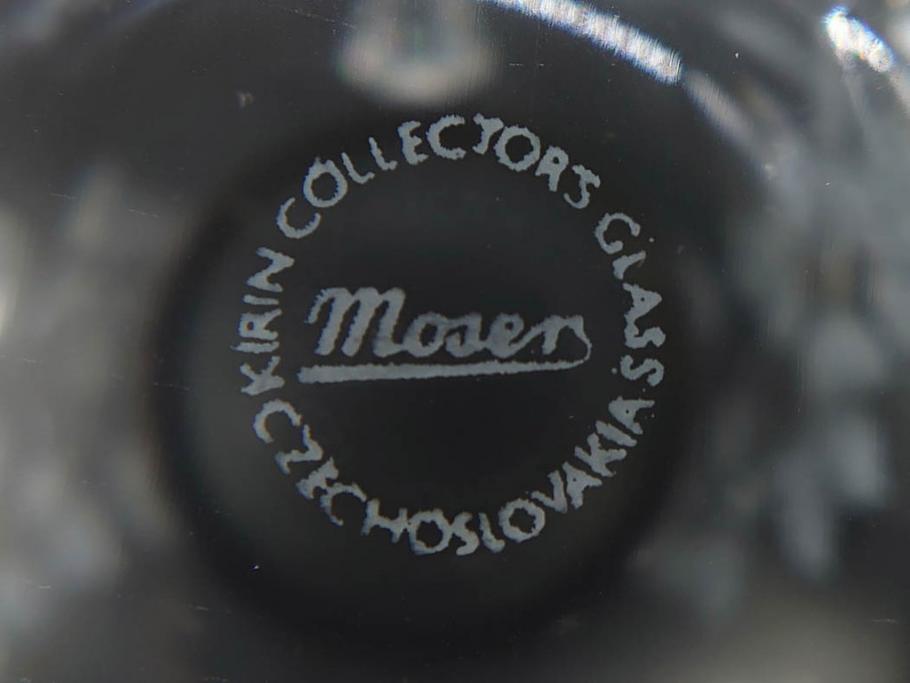 KIRIN COLLECTORS GLASS
Moser
CZECHOSLOVAKIA